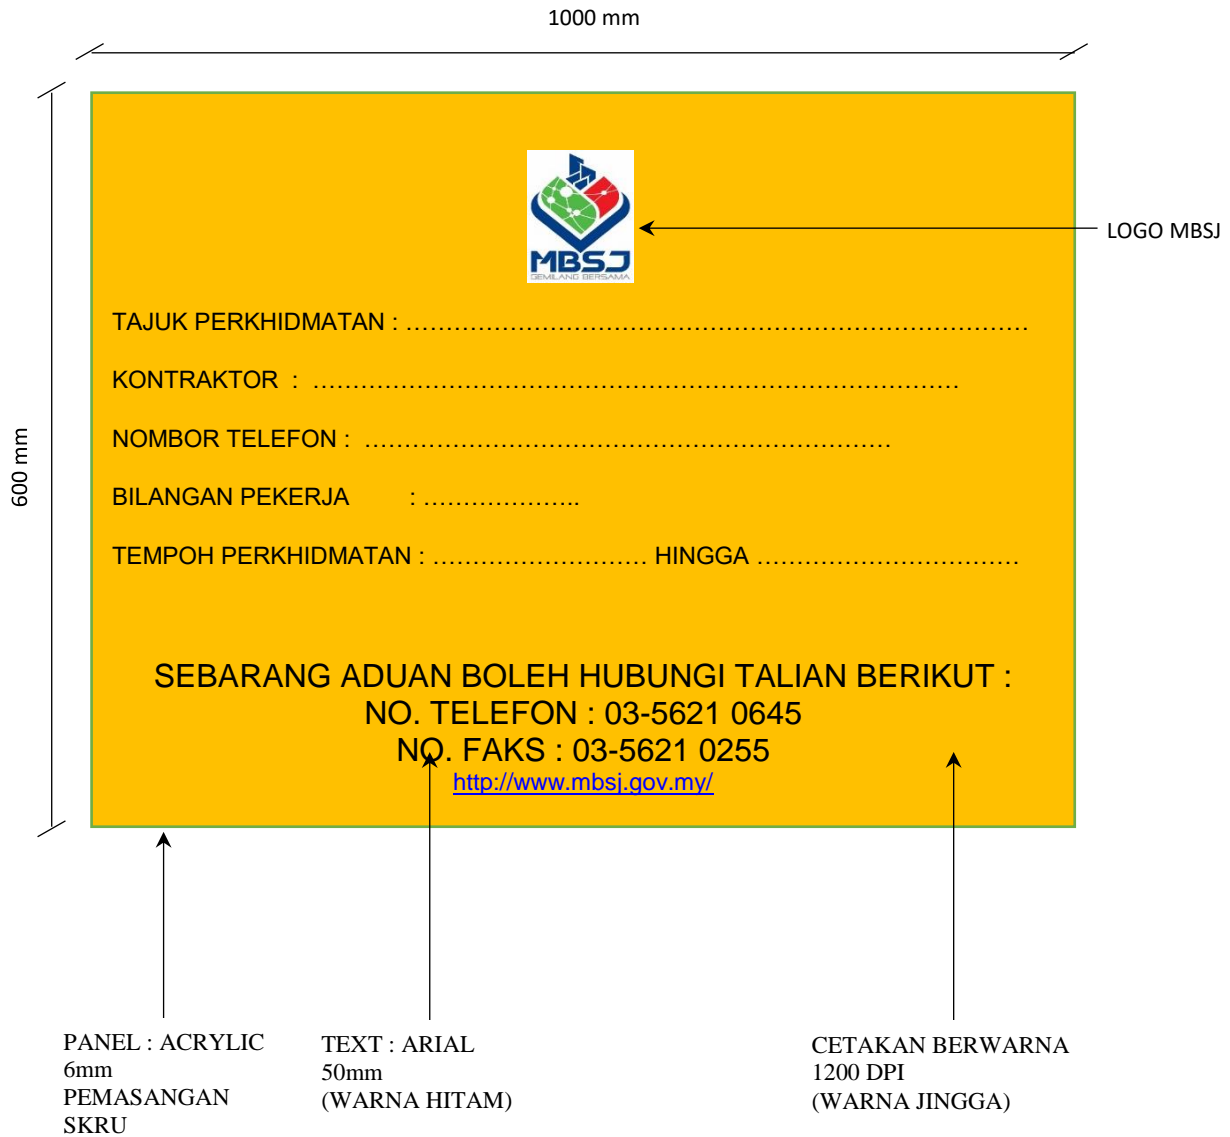 1000 mm
600 mm
MBSJ
GEMILANG BERSAMA
LOGO MBSJ
TAJUK PERKHIDMATAN : ……………………………………………………………………
KONTRAKTOR : ………………………………………………………………………
NOMBOR TELEFON : …………………………………………………………
BILANGAN PEKERJA : ………………..
TEMPOH PERKHIDMATAN : ……………………… HINGGA ……………………………
SEBARANG ADUAN BOLEH HUBUNGI TALIAN BERIKUT :
NO. TELEFON : 03-5621 0645
NO. FAKS : 03-5621 0255
http://www.mbsj.gov.my/
PANEL : ACRYLIC
6mm
PEMASANGAN
SKRU
TEXT : ARIAL
50mm
(WARNA HITAM)
CETAKAN BERWARNA
1200 DPI
(WARNA JINGGA)